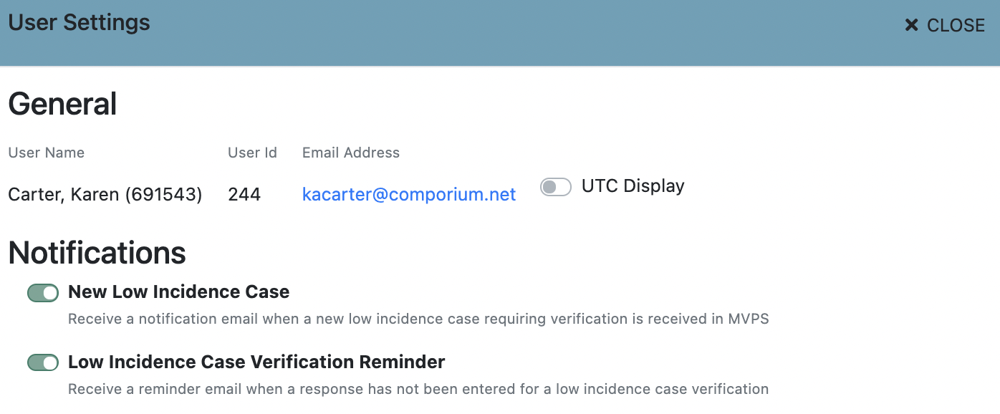 User Settings
CLOSE
General
User Name User Id Email Address
Carter, Karen (691543) 244 kacarter@comporium.net UTC Display
Notifications
New Low Incidence Case
Receive a notification email when a new low incidence case requiring verification is received in MVPS
Low Incidence Case Verification Reminder
Receive a reminder email when a response has not been entered for a low incidence case verification